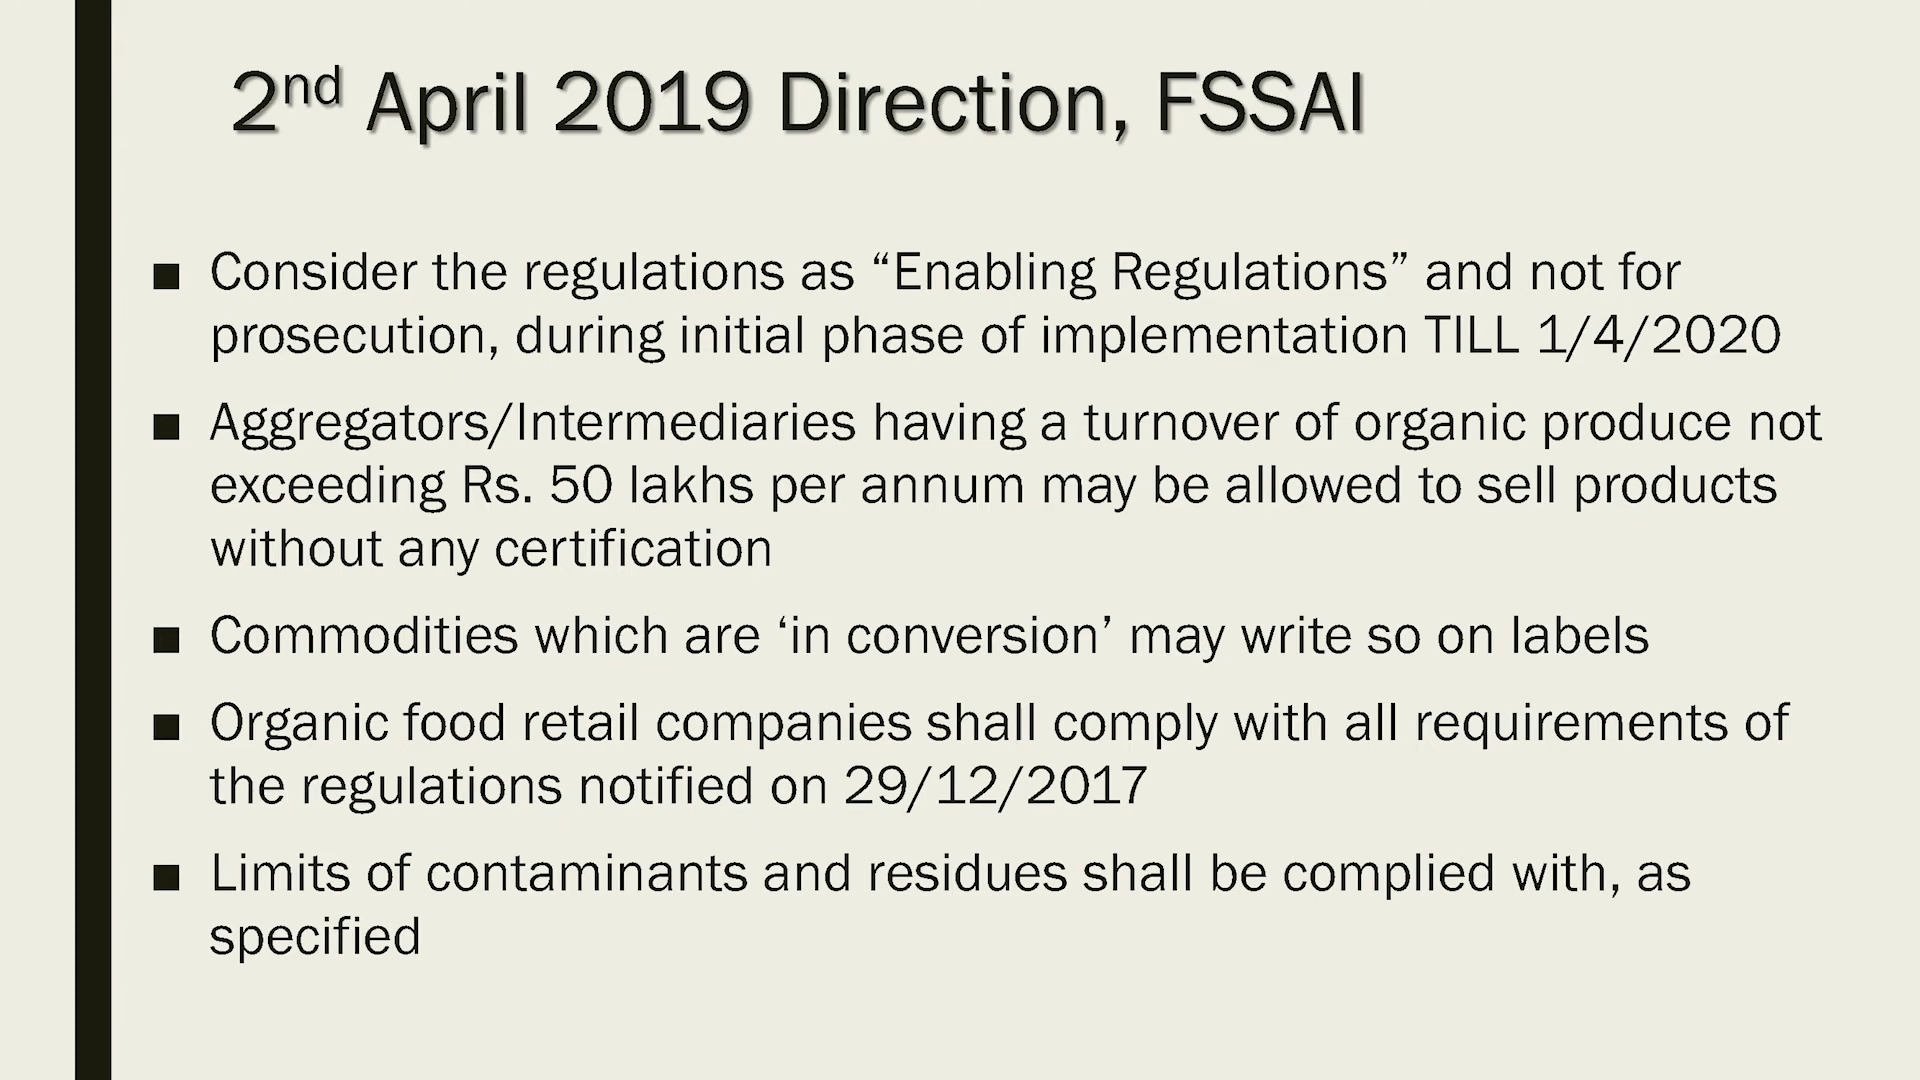 2nd April 2019 Direction, FSSAI
■ Consider the regulations as “Enabling Regulations” and not for
prosecution, during initial phase of implementation TILL 1/4/2020
■ Aggregators/Intermediaries having a turnover of organic produce not
exceeding Rs. 50 lakhs per annum may be allowed to sell products
without any certification
■ Commodities which are ‘in conversion’ may write so on labels
■ Organic food retail companies shall comply with all requirements of
the regulations notified on 29/12/2017
■ Limits of contaminants and residues shall be complied with, as
specified